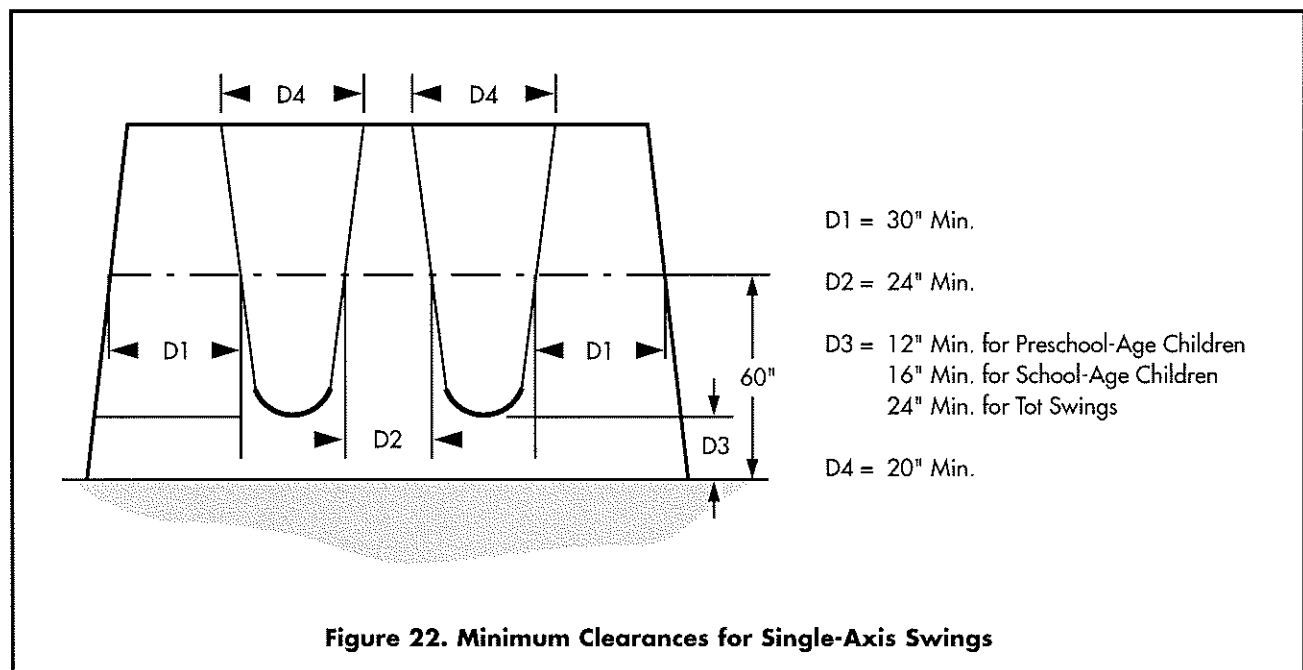 D4 D4
D1 = 30" Min.
D2 = 24" Min.
D1 D1
D3 = 12" Min. for Preschool-Age Children
16" Min. for School-Age Children
60"
24" Min. for Tot Swings
D2
D3
D4 = 20" Min.
Figure 22. Minimum Clearances for Single-Axis Swings